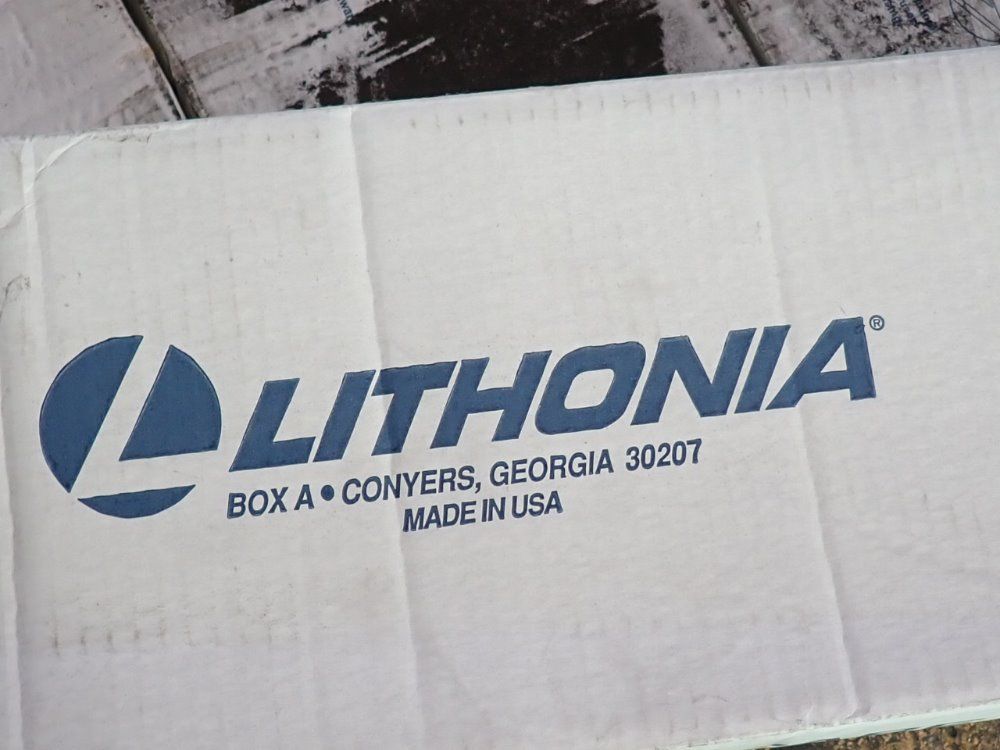 LITHONIA®
BOX A • CONYERS, GEORGIA 30207
MADE IN USA